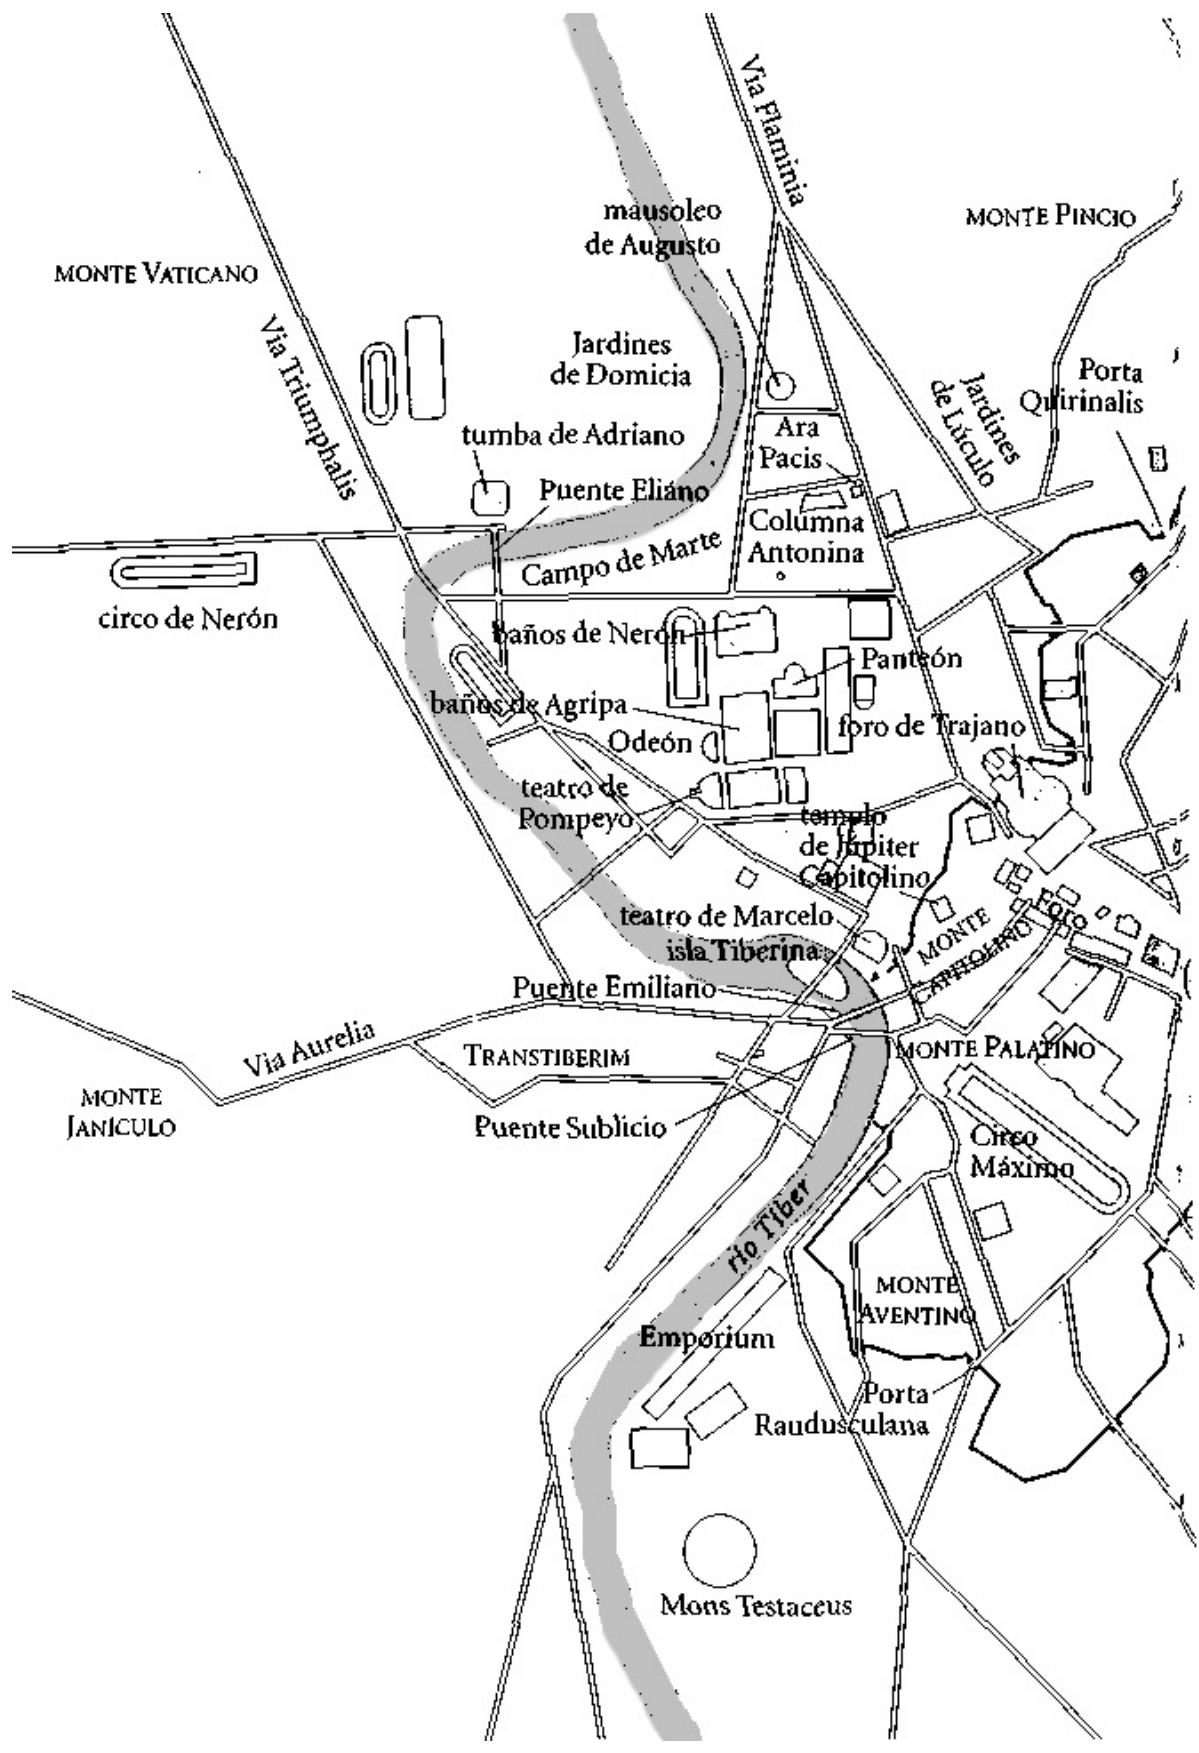 Via Flaminia
mausoleo
de Augusto
MONTE PINCIO
MONTE VATICANO
Via Triumphalis
Jardines
de Domicia
Porta
Quirinalis
Jardines
de Lúculo
tumba de Adriano
Ara
Pacis
Puente Eliano
Columna
Antonina
Campo de Marte
circo de Nerón
baños de Nerón
Panteón
baños de Agripa
Odeón
foro de Trajano
teatro de
Pompeyo
templo
de Júpiter
Capitolino
Foro
teatro de Marcelo
MONTE
CAPITOLINO
isla Tiberina
Puente Emiliano
Via Aurelia
TRANSTIBERIM
MONTE PALATINO
MONTE
JANÍCULO
Puente Sublicio
Circo
Máximo
río Tiber
MONTE
AVENTINO
Emporium
Porta
Raudusculana
Mons Testaceus